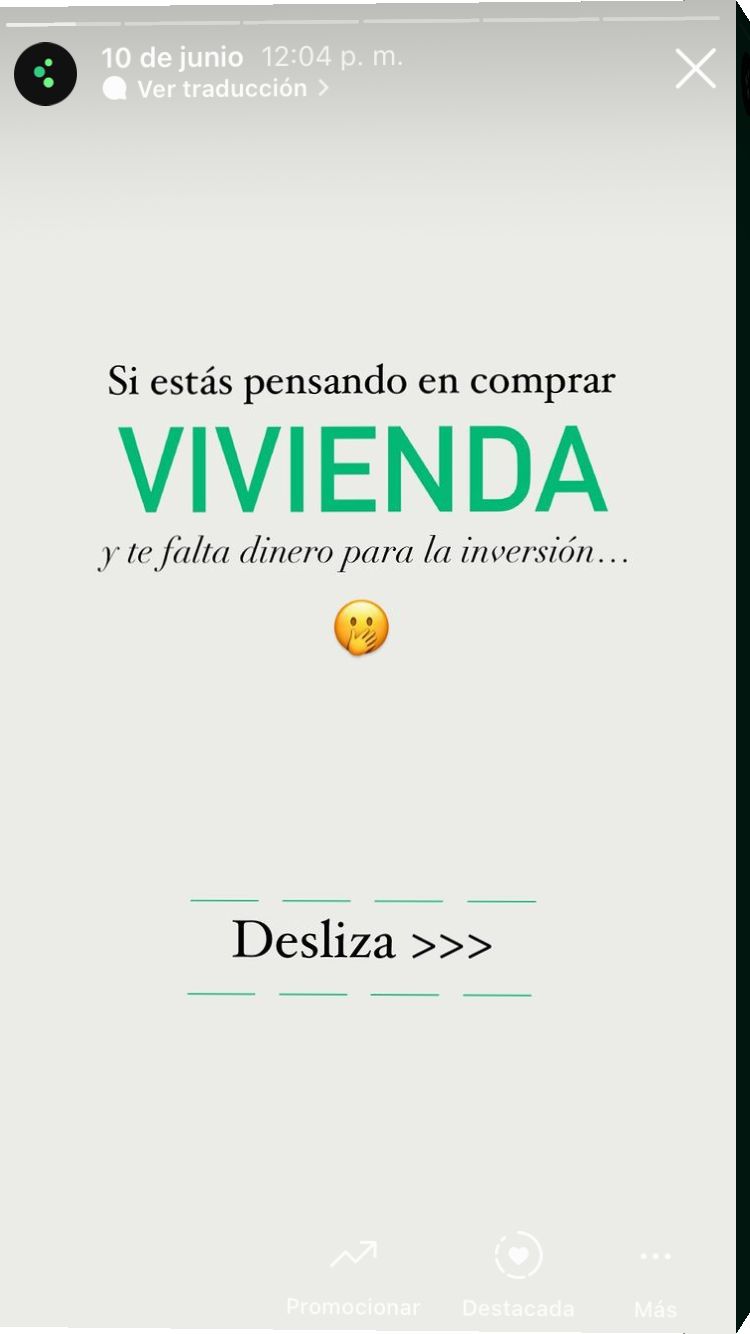 10 de junio 12:04 p. m.
Ver traducción >
Si estás pensando en comprar
VIVIENDA
y te falta dinero para la inversión...
Desliza >>>
Promocionar
Destacada
Más